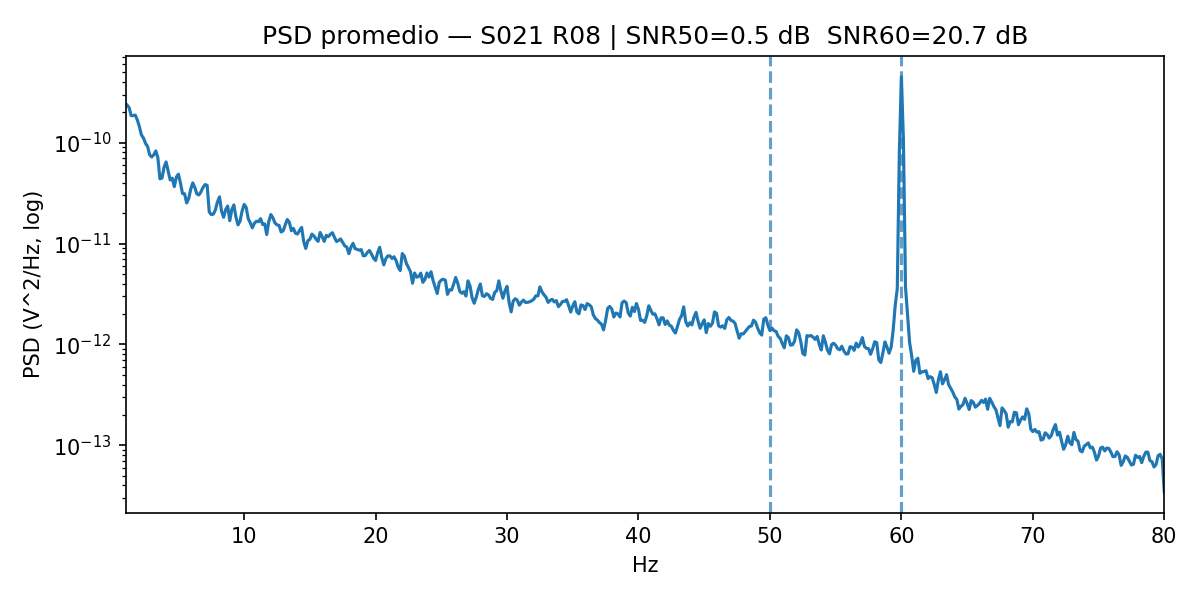 PSD promedio — S021 R08 | SNR50=0.5 dB  SNR60=20.7 dB
PSD (V^2/Hz, log)
10⁻¹⁰
10⁻¹¹
10⁻¹²
10⁻¹³
10 20 30 40 50 60 70 80
Hz